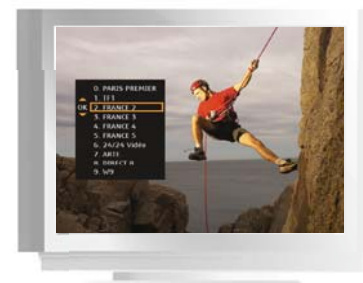 0. PARIS PREMIER
1. TF1
OK 2. FRANCE 2
3. FRANCE 3
4. FRANCE 4
5. FRANCE 5
6. 24/24 Vidéo
7. ARTE
8. DIRECT 8
9. W9